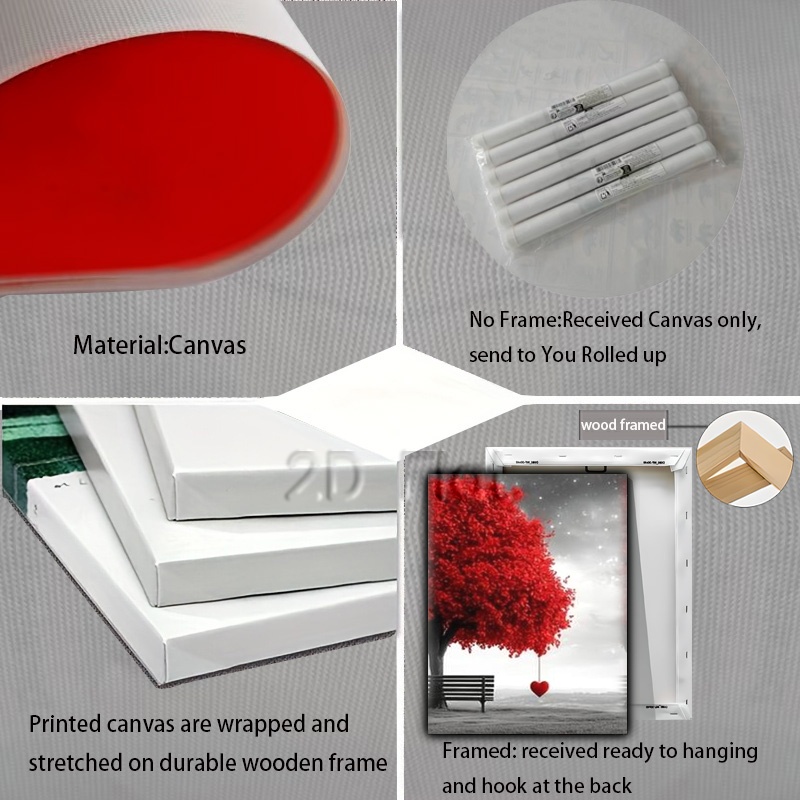 Material:Canvas
No Frame:Received Canvas only,
send to You Rolled up
2D
wood framed
Printed canvas are wrapped and
stretched on durable wooden frame
Framed: received ready to hanging
and hook at the back